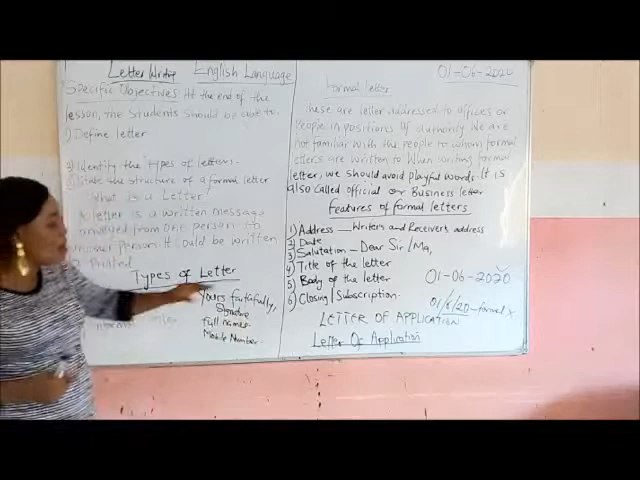 Letter Writing English Language
Specific Objectives At the end of the
lesson, the students should be able to:
1) Define letter
2) Identify the types of letters.
3) State the structure of a formal letter
What is a Letter?
A letter is a written message
conveyed from one person to
another person. It could be written
or Printed
Types of Letter
Yours faithfully,
Full names
Mobile Number.
01-06-2020
Formal letter
These are letter addressed to offices or
People in positions of authority. We are
not familiar with the people to whom formal
letters are written to. When writing formal
letter, we should avoid playful words. It is
also called official or Business letter
Features of formal letters
1) Address __ Writers and Receivers address
2) Date
3) Salutation - Dear Sir/Ma,
4) Title of the letter
5) Body of the letter
6) Closing/Subscription.
01-06-2020
01/6/20-formal X
LETTER OF APPLICATION
Letter Of Application